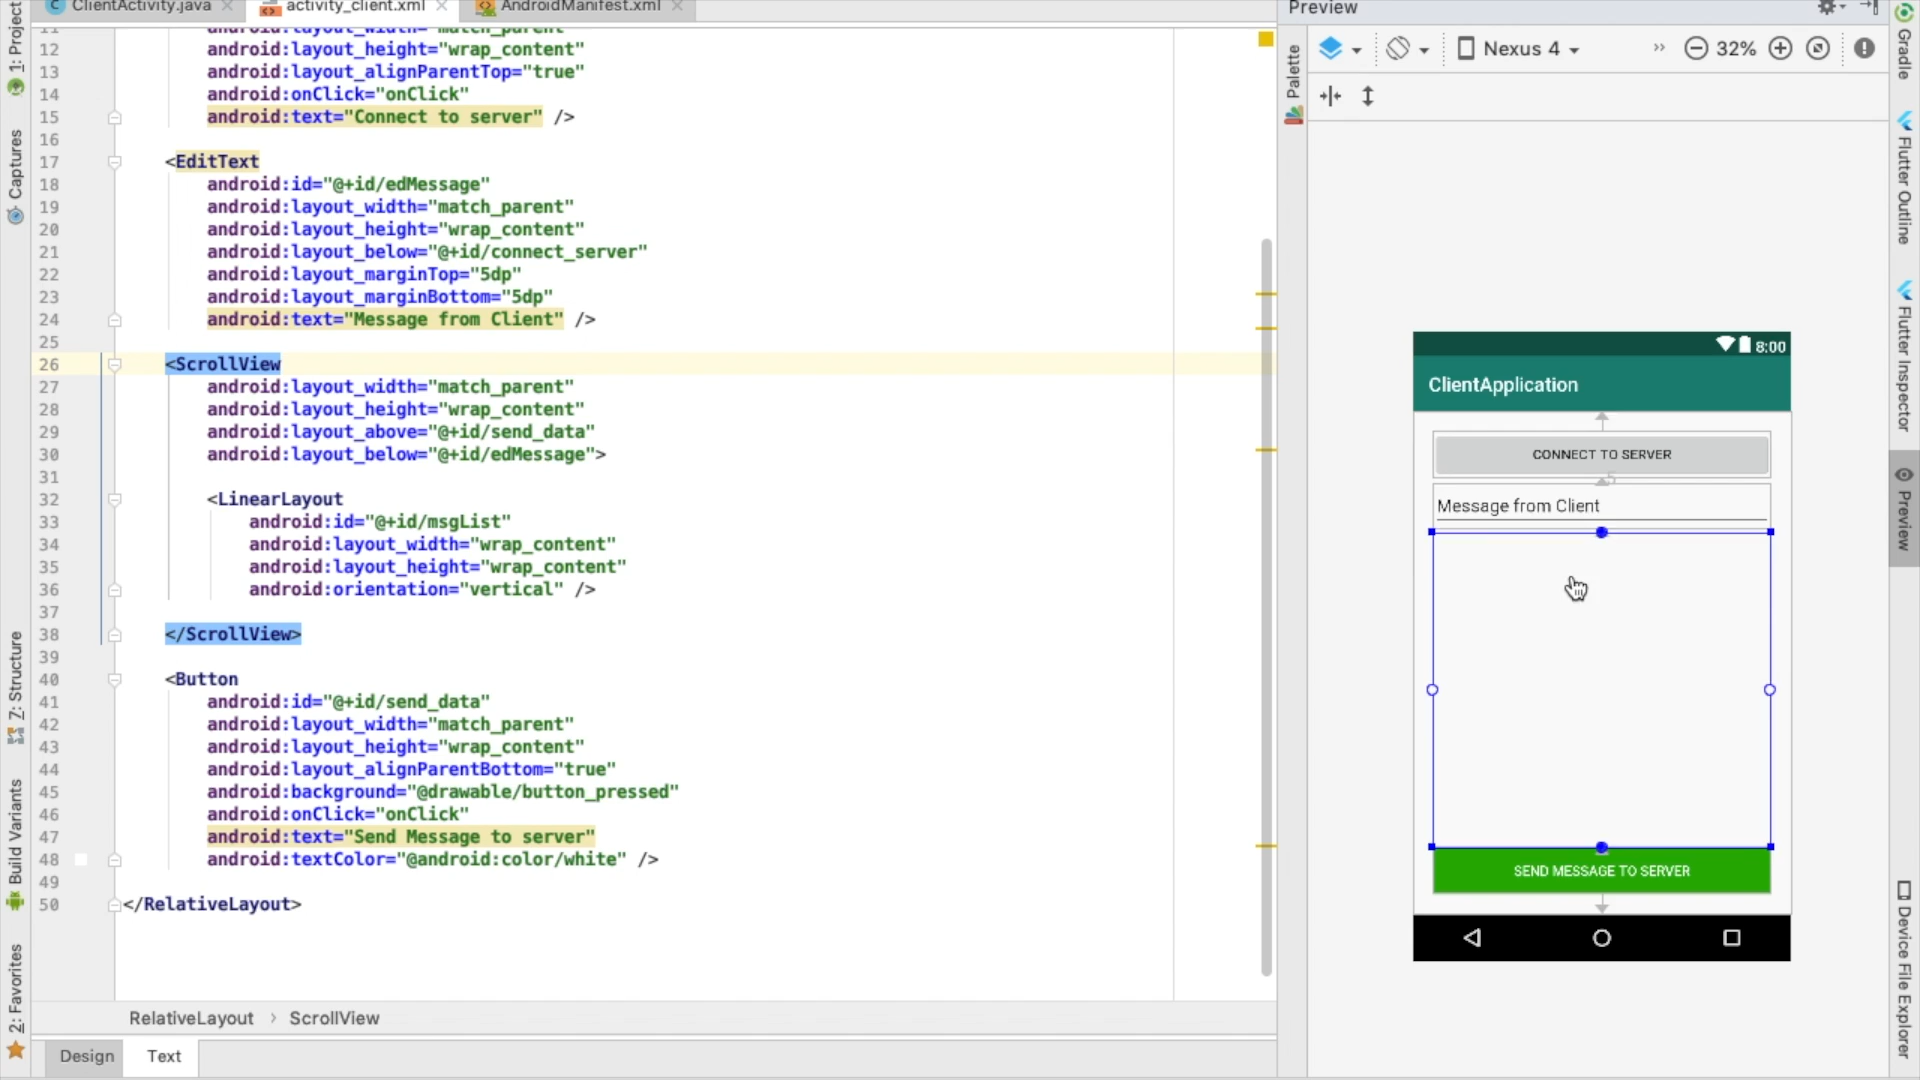 ClientActivity.java
activity_client.xml
AndroidManifest.xml
11 android:layout_width="match_parent"
12 android:layout_height="wrap_content"
13 android:layout_alignParentTop="true"
14 android:onClick="onClick"
15 android:text="Connect to server" />
16
17 <EditText
18 android:id="@+id/edMessage"
19 android:layout_width="match_parent"
20 android:layout_height="wrap_content"
21 android:layout_below="@+id/connect_server"
22 android:layout_marginTop="5dp"
23 android:layout_marginBottom="5dp"
24 android:text="Message from Client" />
25
26 <ScrollView
27 android:layout_width="match_parent"
28 android:layout_height="wrap_content"
29 android:layout_above="@+id/send_data"
30 android:layout_below="@+id/edMessage">
31
32 <LinearLayout
33 android:id="@+id/msgList"
34 android:layout_width="wrap_content"
35 android:layout_height="wrap_content"
36 android:orientation="vertical" />
37
38 </ScrollView>
39
40 <Button
41 android:id="@+id/send_data"
42 android:layout_width="match_parent"
43 android:layout_height="wrap_content"
44 android:layout_alignParentBottom="true"
45 android:background="@drawable/button_pressed"
46 android:onClick="onClick"
47 android:text="Send Message to server"
48 android:textColor="@android:color/white" />
49
50 </RelativeLayout>
RelativeLayout › ScrollView
Design Text
1: Project
Captures
Z: Structure
Build Variants
2: Favorites
Preview
Palette
Nexus 4
32%
8:00
ClientApplication
CONNECT TO SERVER
5
Message from Client
SEND MESSAGE TO SERVER
Gradle
Flutter Outline
Flutter Inspector
Preview
Device File Explorer